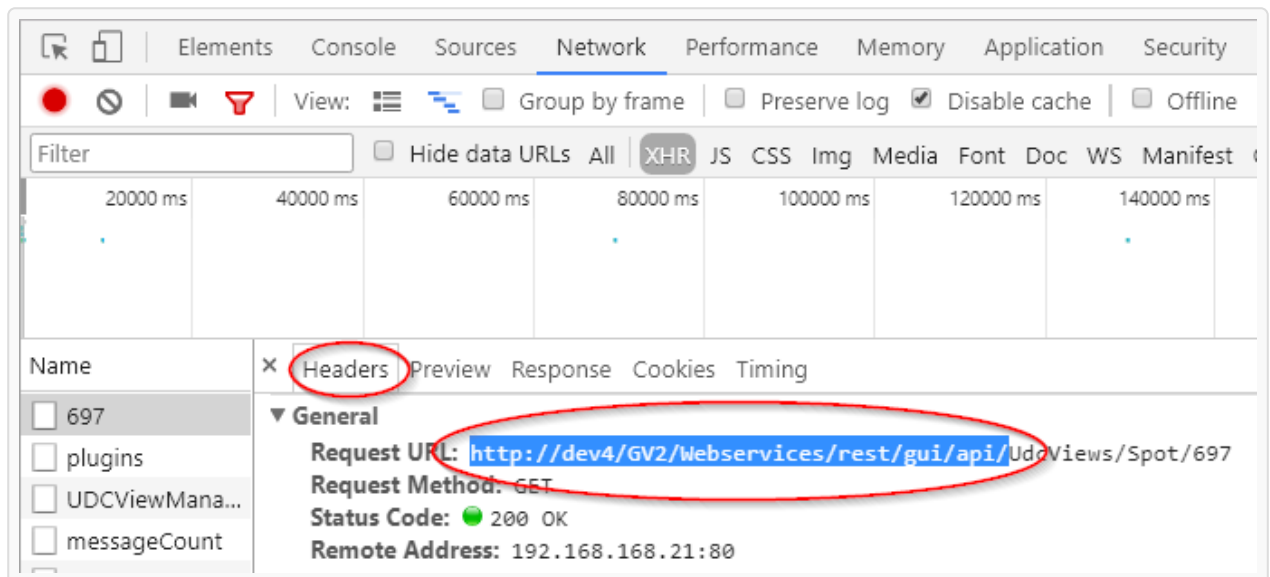 Elements Console Sources Network Performance Memory Application Security
View: Group by frame Preserve log Disable cache Offline
Filter Hide data URLs All XHR JS CSS Img Media Font Doc WS Manifest
20000 ms 40000 ms 60000 ms 80000 ms 100000 ms 120000 ms 140000 ms
Name Headers Preview Response Cookies Timing
697 General
Request URL: http://dev4/GV2/Webservices/rest/gui/api/UdcViews/Spot/697
plugins
Request Method: GET
UDCViewMana...
Status Code: 200 OK
messageCount
Remote Address: 192.168.168.21:80